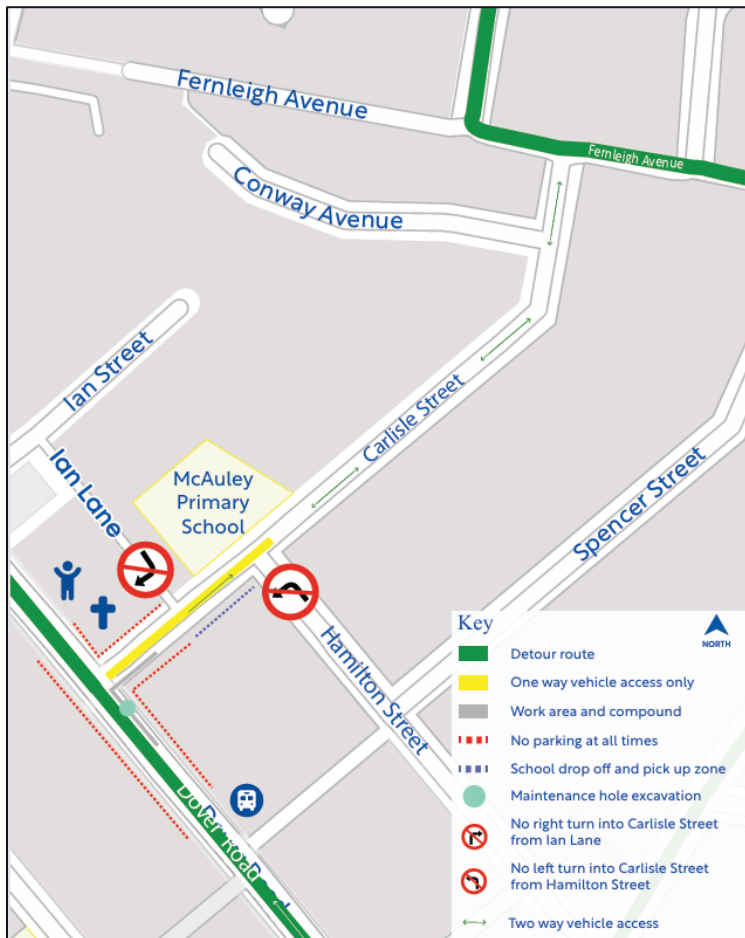 Fernleigh Avenue
Fernleigh Avenue
Conway Avenue
Ian Street
Carlisle Street
Ian Lane
McAuley
Primary
School
Spencer Street
Hamilton Street
Dover Road
Key
NORTH
Detour route
One way vehicle access only
Work area and compound
No parking at all times
School drop off and pick up zone
Maintenance hole excavation
No right turn into Carlisle Street
from Ian Lane
No left turn into Carlisle Street
from Hamilton Street
Two way vehicle access